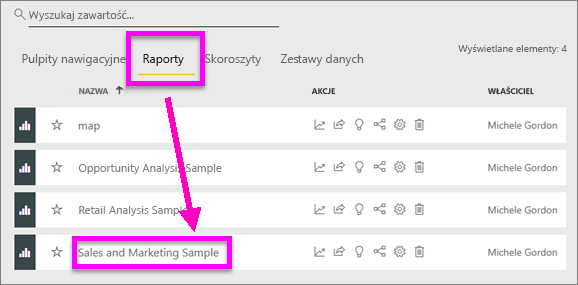 Wyszukaj zawartość...
Wyświetlane elementy: 4
Pulpity nawigacyjne Raporty Skoroszyty Zestawy danych
NAZWA AKCJE WŁAŚCICIEL
map Michele Gordon
Opportunity Analysis Sample Michele Gordon
Retail Analysis Sample Michele Gordon
Sales and Marketing Sample Michele Gordon